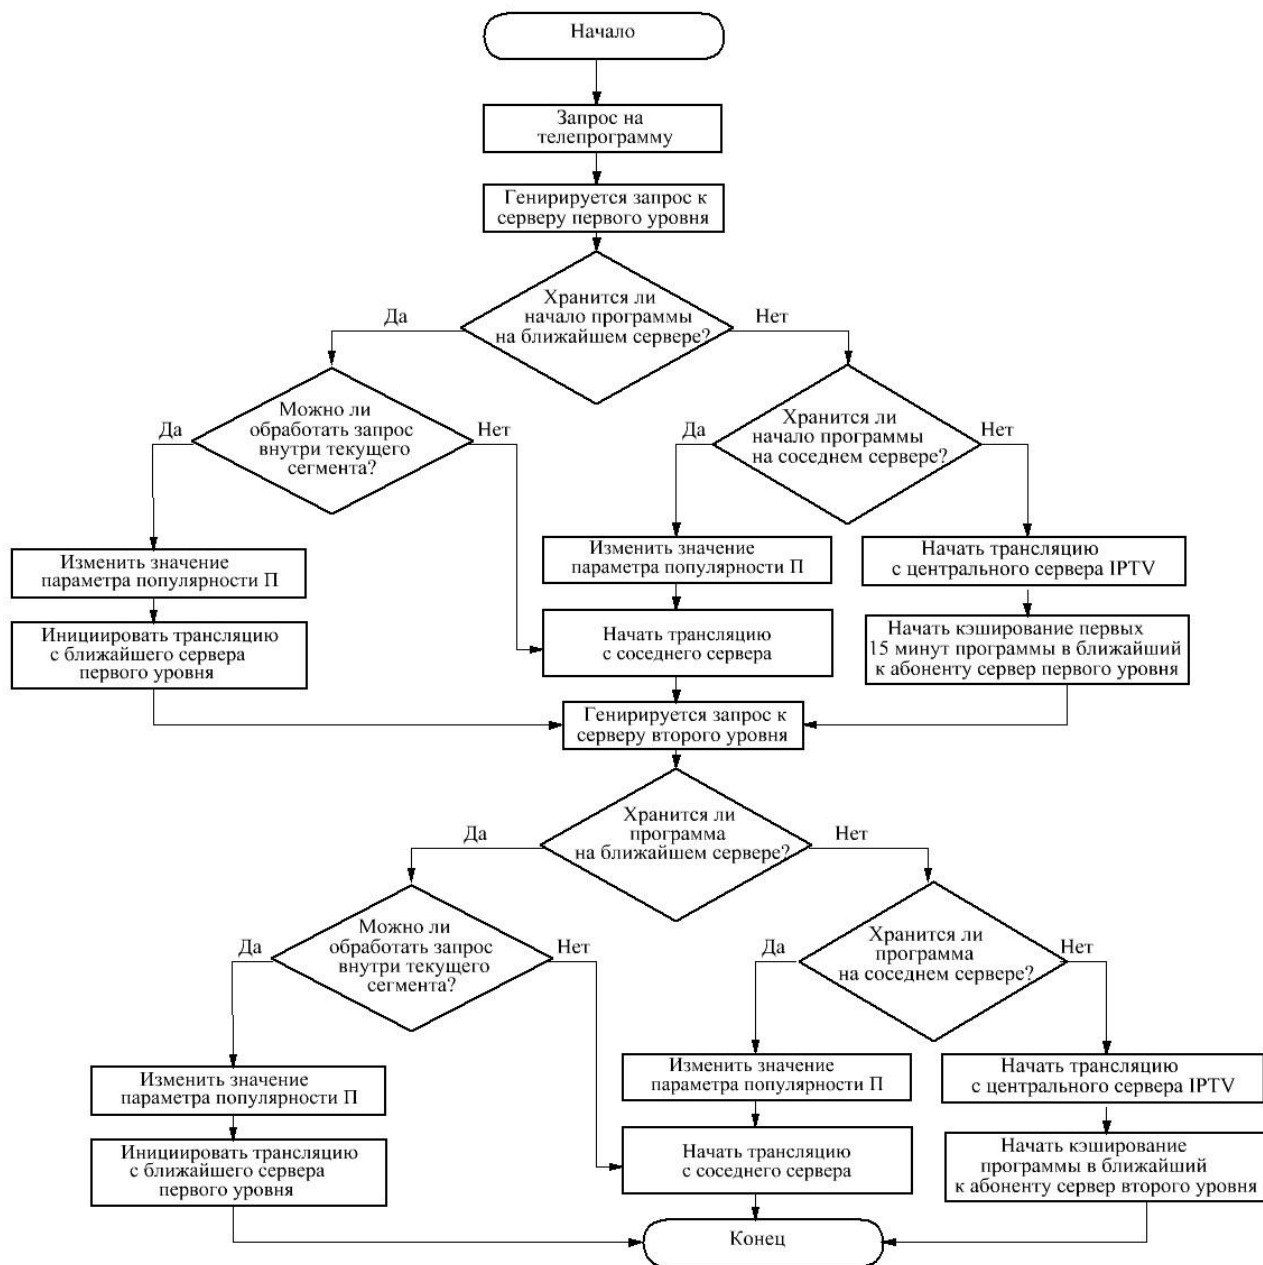 Начало
Запрос на
телепрограмму
Генирируется запрос к
серверу первого уровня
Хранится ли
начало программы
на ближайшем сервере?
Да
Нет
Можно ли
обработать запрос
внутри текущего
сегмента?
Да
Нет
Хранится ли
начало программы
на соседнем сервере?
Да
Нет
Изменить значение
параметра популярности П
Инициировать трансляцию
с ближайшего сервера
первого уровня
Изменить значение
параметра популярности П
Начать трансляцию
с соседнего сервера
Начать трансляцию
с центрального сервера IPTV
Начать кэширование первых
15 минут программы в ближайший
к абоненту сервер первого уровня
Генирируется запрос к
серверу второго уровня
Хранится ли
программа
на ближайшем сервере?
Да
Нет
Можно ли
обработать запрос
внутри текущего
сегмента?
Да
Нет
Хранится ли
программа
на соседнем сервере?
Да
Нет
Изменить значение
параметра популярности П
Инициировать трансляцию
с ближайшего сервера
первого уровня
Изменить значение
параметра популярности П
Начать трансляцию
с соседнего сервера
Начать трансляцию
с центрального сервера IPTV
Начать кэширование
программы в ближайший
к абоненту сервер второго уровня
Конец